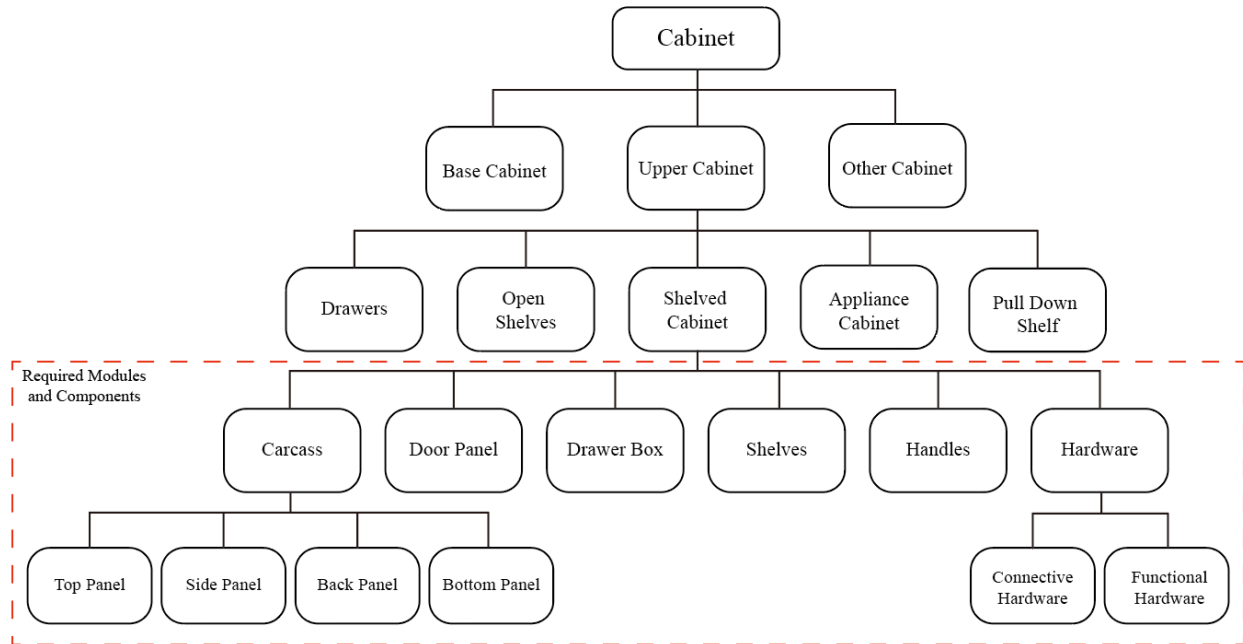 Cabinet
Base Cabinet
Upper Cabinet
Other Cabinet
Drawers
Open
Shelves
Shelved
Cabinet
Appliance
Cabinet
Pull Down
Shelf
Required Modules
and Components
Carcass
Door Panel
Drawer Box
Shelves
Handles
Hardware
Top Panel
Side Panel
Back Panel
Bottom Panel
Connective
Hardware
Functional
Hardware